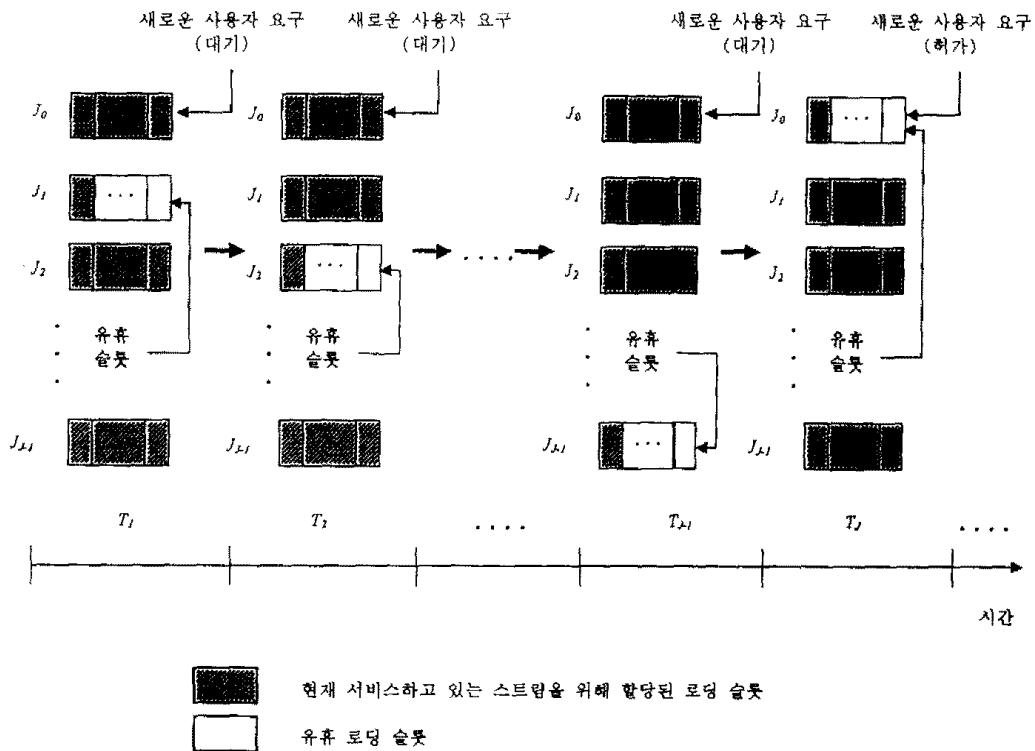 새로운 사용자 요구
(대기)
새로운 사용자 요구
(대기)
새로운 사용자 요구
(대기)
새로운 사용자 요구
(허가)
J0
J0
J0
J0
...
J1
...
J1
J1
J1
J2
J2
...
....
J2
J2
유휴
슬롯
유휴
슬롯
유휴
슬롯
유휴
슬롯
JJ-1
JJ-1
JJ-1
...
JJ-1
T1
T2
....
TJ-1
TJ
....
시간
현재 서비스하고 있는 스트림을 위해 할당된 로딩 슬롯
유휴 로딩 슬롯